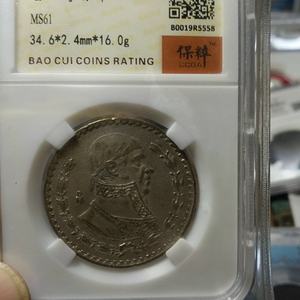 MS61
B0019R5558
34.6*2.4mm*16.0g
保粹
BAO CUI COINS RATING